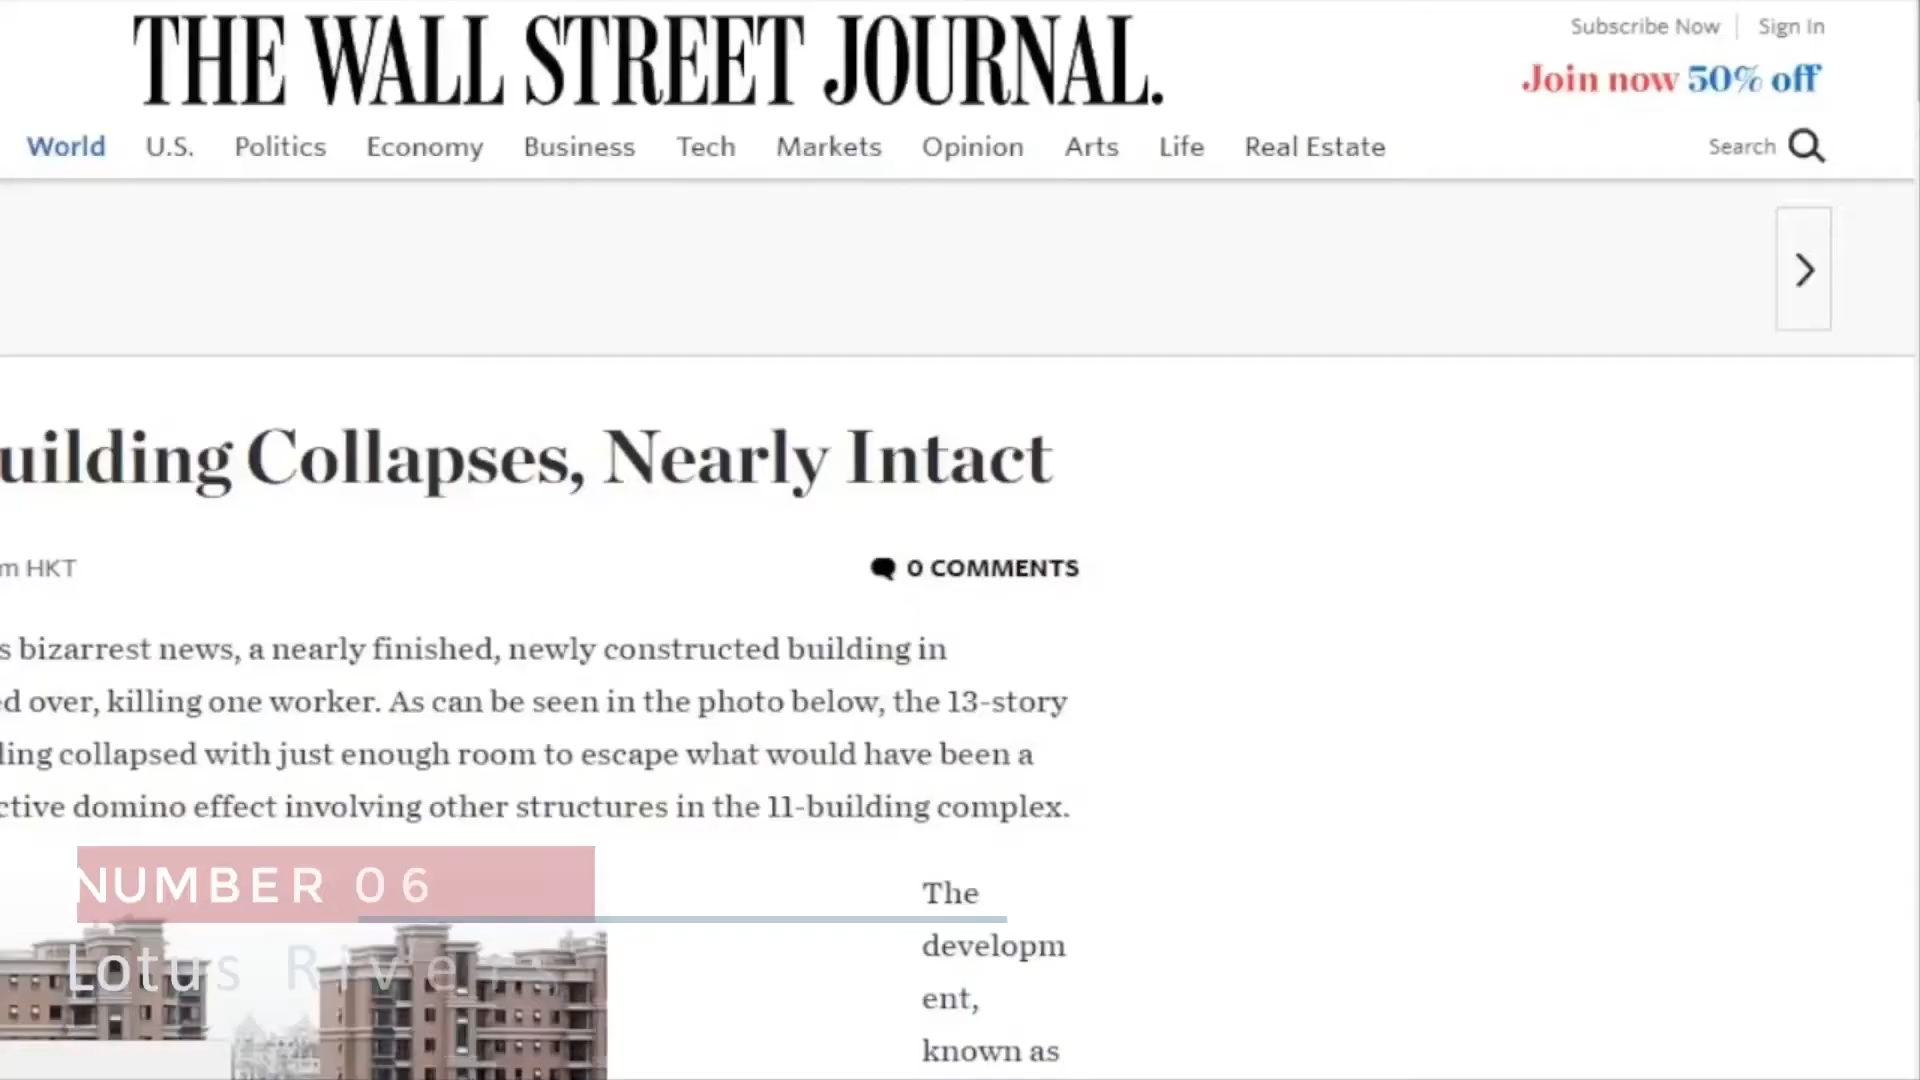 THE WALL STREET JOURNAL.
Subscribe Now Sign In
Join now 50% off
World U.S. Politics Economy Business Tech Markets Opinion Arts Life Real Estate Search
uilding Collapses, Nearly Intact
m HKT
0 COMMENTS
s bizarrest news, a nearly finished, newly constructed building in
ed over, killing one worker. As can be seen in the photo below, the 13-story
ling collapsed with just enough room to escape what would have been a
ctive domino effect involving other structures in the 11-building complex.
NUMBER 06
Lotus
The
developm
ent,
known as